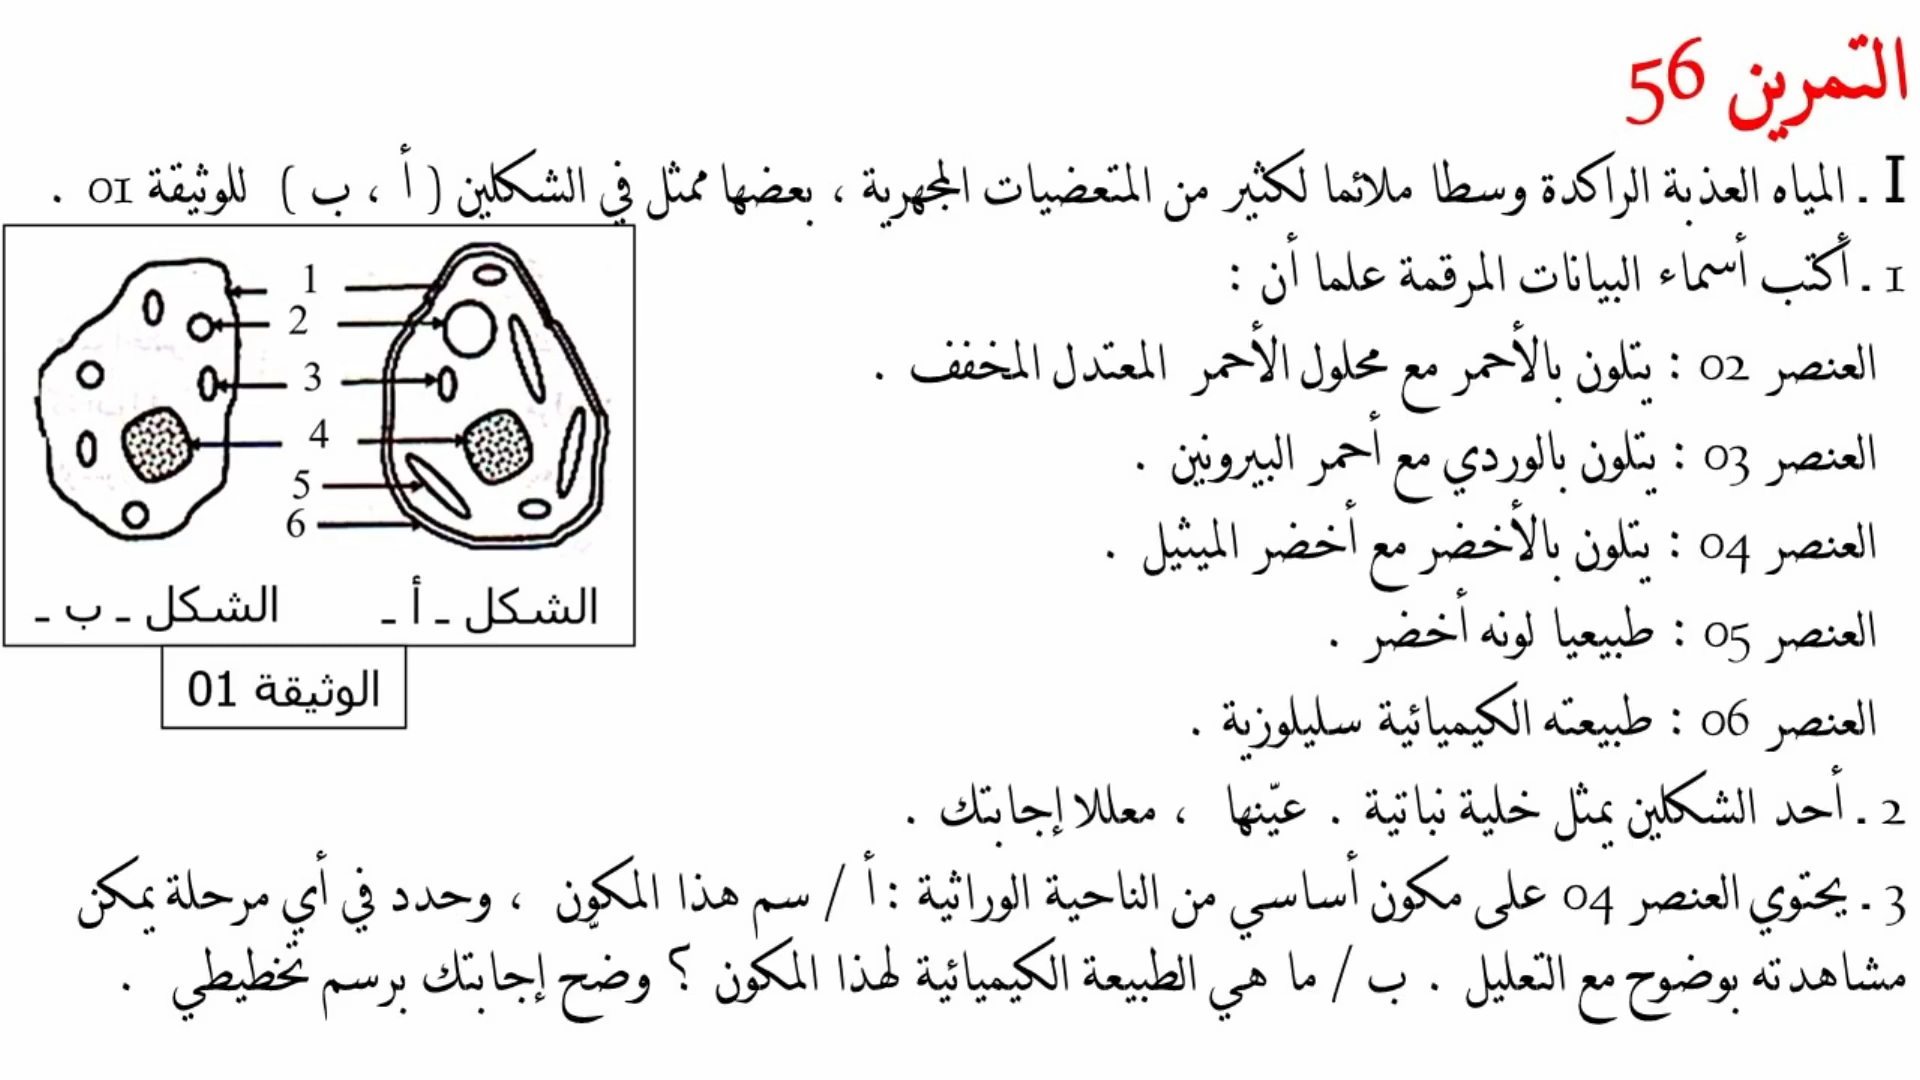 التمرين 56
I ـ المياه العذبة الراكدة وسطا ملائما لكثير من المتعضيات المجهرية ، بعضها ممثل في الشكلين ( أ ، ب ) للوثيقة 01 .
1 ـ أكتب أسماء البيانات المرقمة علما أن :
العنصر 02 : يتلون بالأحمر مع محلول الأحمر المعتدل المخفف .
العنصر 03 : يتلون بالوردي مع أحمر البيرونين .
العنصر 04 : يتلون بالأخضر مع أخضر الميثيل .
العنصر 05 : طبيعيا لونه أخضر .
العنصر 06 : طبيعته الكيميائية سليلوزية .
2 ـ أحد الشكلين يمثل خلية نباتية . عيّنها ، معللا إجابتك .
3 ـ يحتوي العنصر 04 على مكون أساسي من الناحية الوراثية : أ / سم هذا المكوّن ، وحدد في أي مرحلة يمكن
مشاهدته بوضوح مع التعليل . ب / ما هي الطبيعة الكيميائية لهذا المكون ؟ وضّح إجابتك برسم تخطيطي .
1
2
3
4
5
6
الشكل ـ أ ـ
الشكل ـ ب ـ
الوثيقة 01